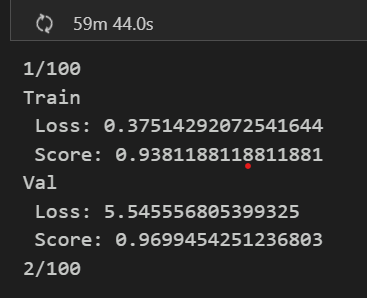 59m 44.0s
1/100
Train
Loss: 0.37514292072541644
Score: 0.9381188118811881
Val
Loss: 5.545556805399325
Score: 0.9699454251236803
2/100